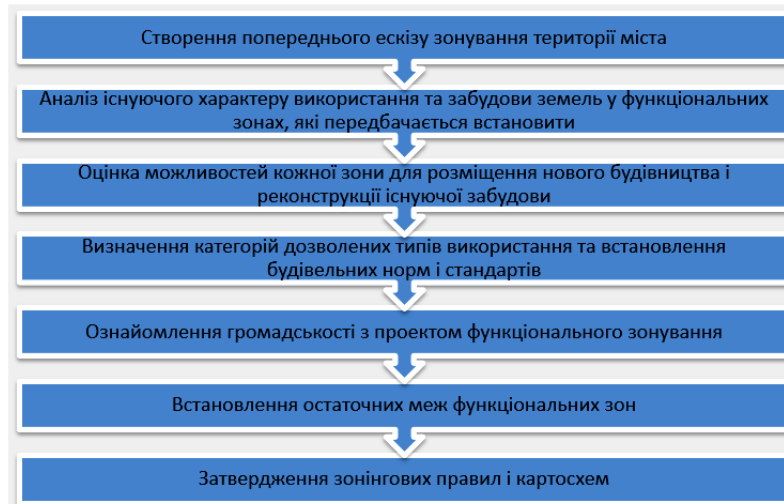 Створення попереднього ескізу зонування території міста
Аналіз існуючого характеру використання та забудови земель у функціональних
зонах, які передбачається встановити
Оцінка можливостей кожної зони для розміщення нового будівництва і
реконструкції існуючої забудови
Визначення категорій дозволених типів використання та встановлення
будівельних норм і стандартів
Ознайомлення громадськості з проектом функціонального зонування
Встановлення остаточних меж функціональних зон
Затвердження зонінгових правил і картосхем